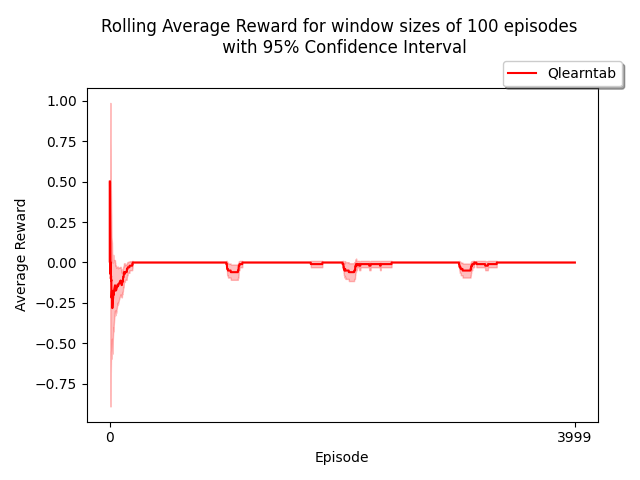 Rolling Average Reward for window sizes of 100 episodes
with 95% Confidence Interval
Qlearntab
1.00
0.75
0.50
0.25
0.00
−0.25
−0.50
−0.75
Average Reward
0
3999
Episode